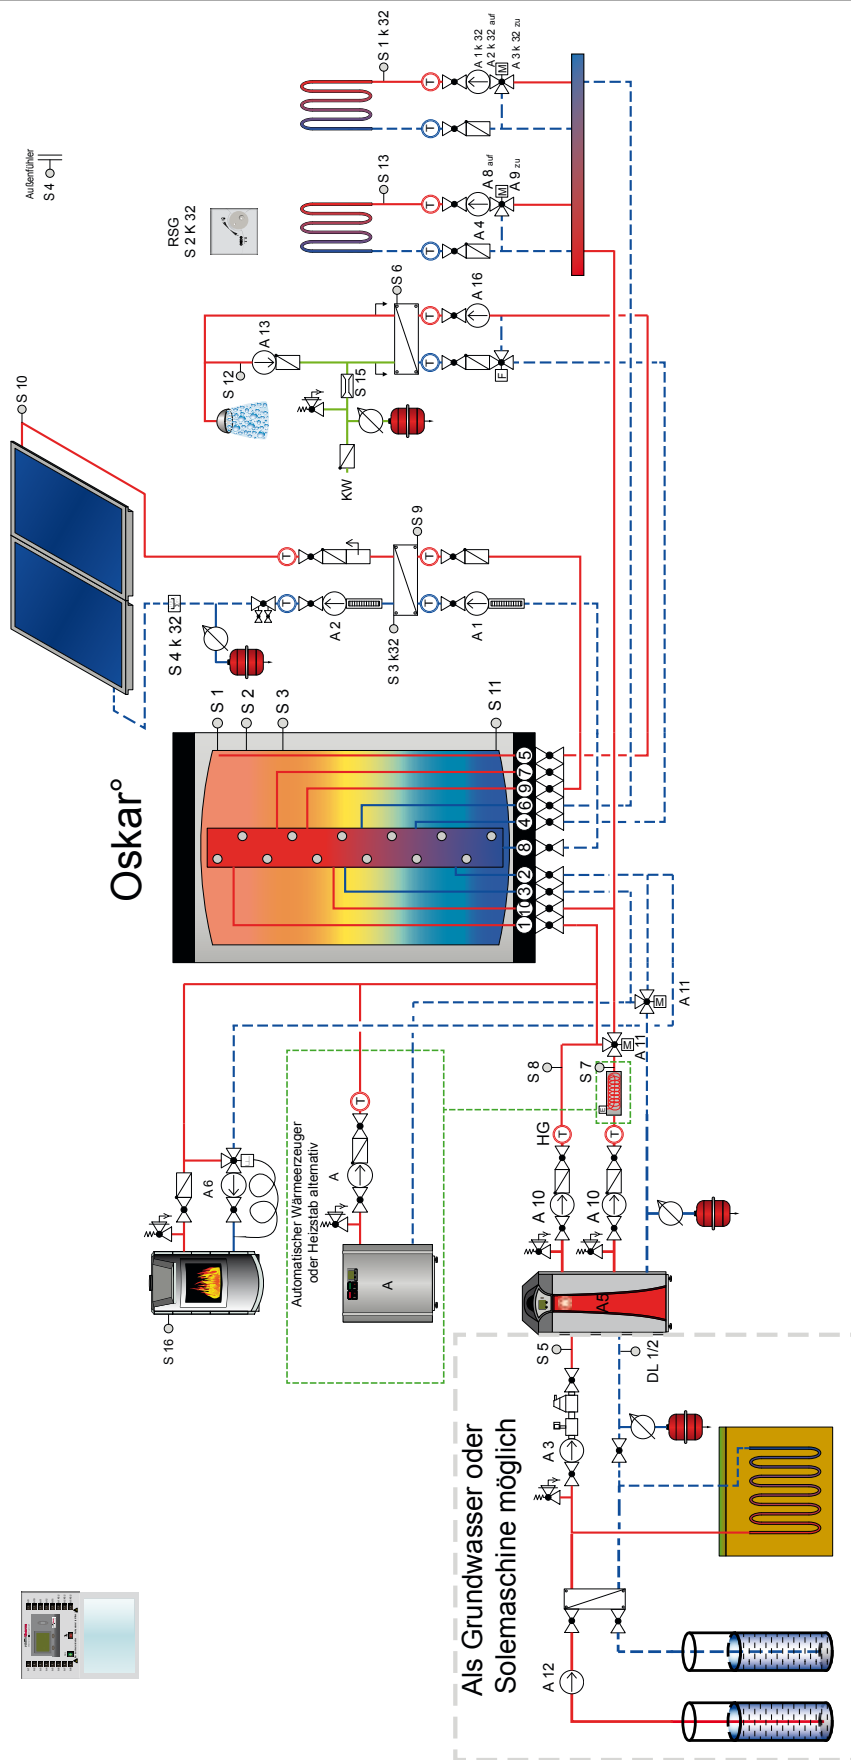 S 1 k 32
A 1 k 32
A 2 k 32 auf
A 3 k 32 zu
M
T
T
Außenfühler
S 4
RSG
S 2 K 32
S 13
A 8 auf
A 9 zu
M
A 4
T
T
S 6
A 16
T
T
F
A 13
S 12
S 15
KW
S 10
S 9
T
T
T
T
A 2
A 1
S 3 k32
S 4 k 32
Oskar°
S 1
S 2
S 3
S 11
5
7
9
6
4
8
2
3
10
1
A 11
M
A 11
M
S 8
S 7
E
HG
T
T
A 10
A 10
A 6
S 16
Automatischer Wärmeerzeuger
oder Heizstab alternativ
A
T
A
A5
S 5
DL 1/2
A 3
Als Grundwasser oder
Solemaschine möglich
A 12